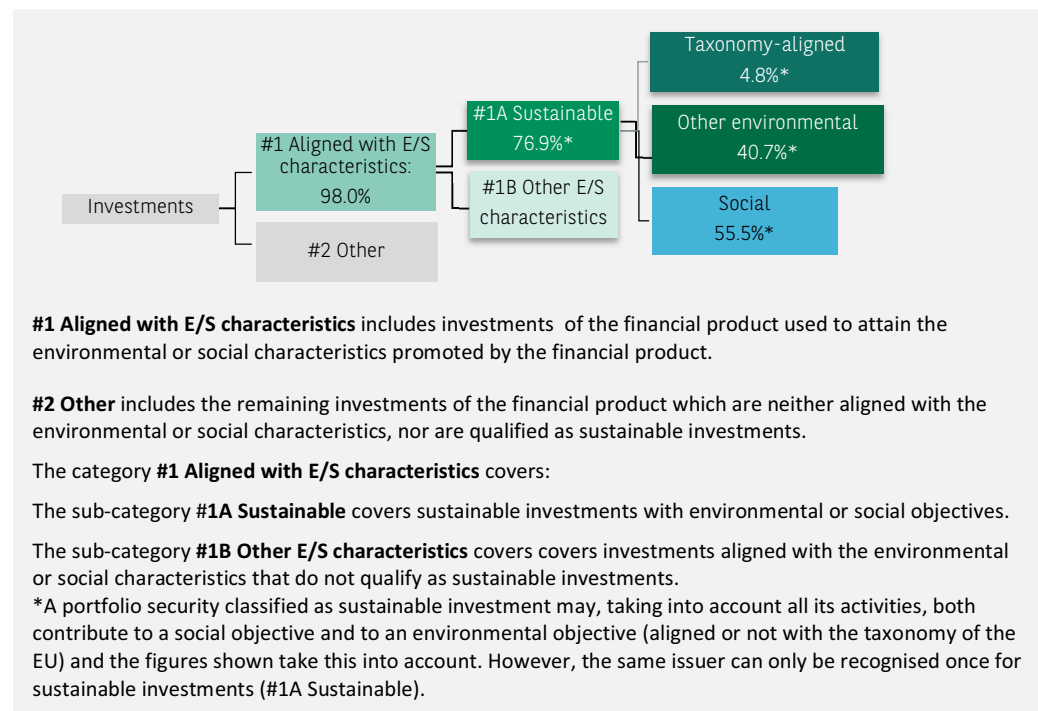 Taxonomy-aligned
4.8%*
#1A Sustainable
76.9%*
Other environmental
40.7%*
#1 Aligned with E/S
characteristics:
98.0%
#1B Other E/S
characteristics
Investments
Social
55.5%*
#2 Other
#1 Aligned with E/S characteristics includes investments of the financial product used to attain the
environmental or social characteristics promoted by the financial product.
#2 Other includes the remaining investments of the financial product which are neither aligned with the
environmental or social characteristics, nor are qualified as sustainable investments.
The category #1 Aligned with E/S characteristics covers:
The sub-category #1A Sustainable covers sustainable investments with environmental or social objectives.
The sub-category #1B Other E/S characteristics covers covers investments aligned with the environmental
or social characteristics that do not qualify as sustainable investments.
*A portfolio security classified as sustainable investment may, taking into account all its activities, both
contribute to a social objective and to an environmental objective (aligned or not with the taxonomy of the
EU) and the figures shown take this into account. However, the same issuer can only be recognised once for
sustainable investments (#1A Sustainable).